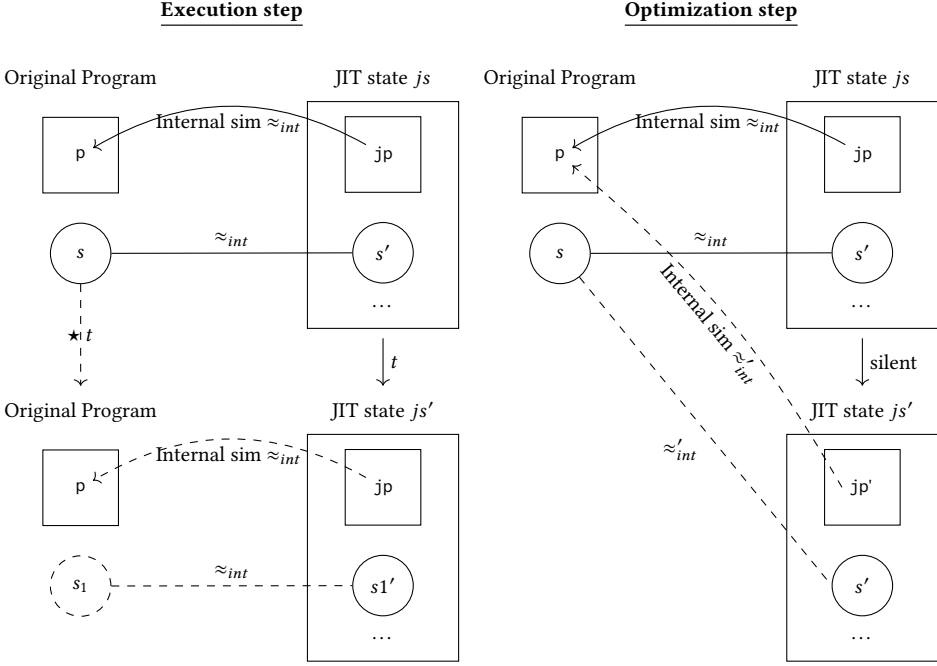 Execution step
Original Program
JIT state js
Internal sim ≈int
p
jp
s
≈int
s′
...
★ t
t
Original Program
JIT state js′
Internal sim ≈int
p
jp
s1
≈int
s1′
...
Optimization step
Original Program
JIT state js
Internal sim ≈int
p
jp
s
≈int
s′
...
Internal sim ≈′int
silent
JIT state js′
≈′int
jp'
s′
...